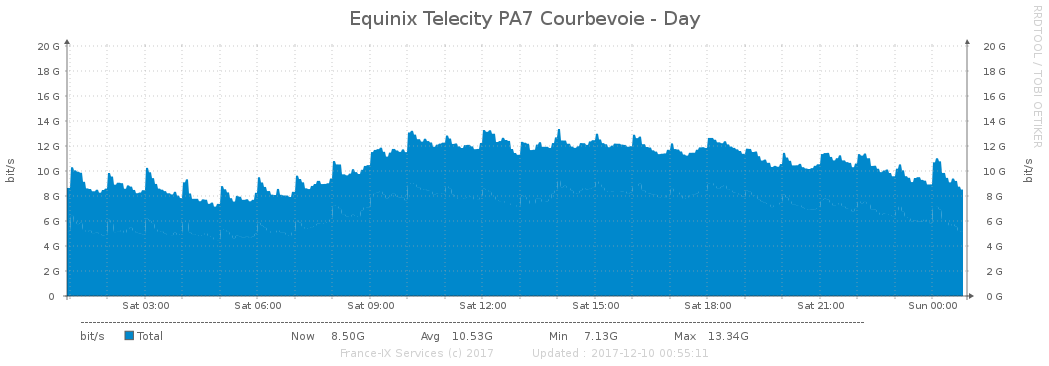 Equinix Telecity PA7 Courbevoie - Day
RRDTOOL / TOBI OETIKER
bit/s
bit/s
20 G 20 G
18 G 18 G
16 G 16 G
14 G 14 G
12 G 12 G
10 G 10 G
8 G 8 G
6 G 6 G
4 G 4 G
2 G 2 G
0 0 G
Sat 03:00 Sat 06:00 Sat 09:00 Sat 12:00 Sat 15:00 Sat 18:00 Sat 21:00 Sun 00:00
bit/s Total Now 8.50G Avg 10.53G Min 7.13G Max 13.34G
France-IX Services (c) 2017 Updated : 2017-12-10 00:55:11